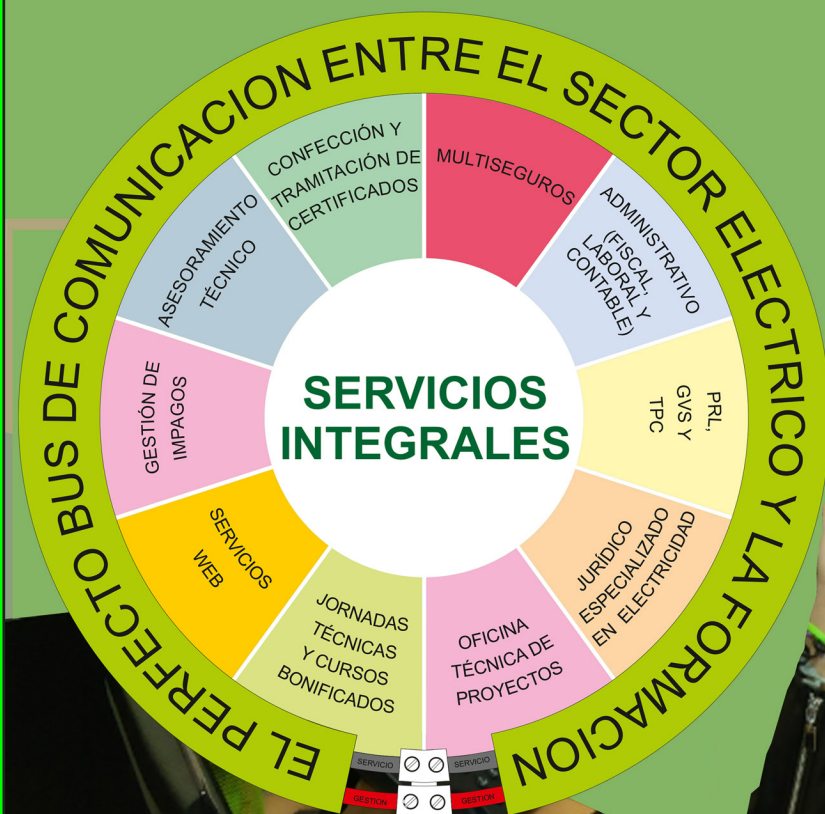 EL PERFECTO BUS DE COMUNICACION ENTRE EL SECTOR ELECTRICO Y LA FORMACION
SERVICIOS
INTEGRALES
MULTISEGUROS
ADMINISTRATIVO
(FISCAL,
LABORAL Y
CONTABLE)
PRL,
GVS Y
TPC
JURÍDICO
ESPECIALIZADO
EN ELECTRICIDAD
OFICINA
TÉCNICA DE
PROYECTOS
JORNADAS
TÉCNICAS
Y CURSOS
BONIFICADOS
SERVICIOS
WEB
GESTIÓN DE
IMPAGOS
ASESORAMIENTO
TÉCNICO
CONFECCIÓN Y
TRAMITACIÓN DE
CERTIFICADOS
SERVICIO
SERVICIO
GESTION
GESTION